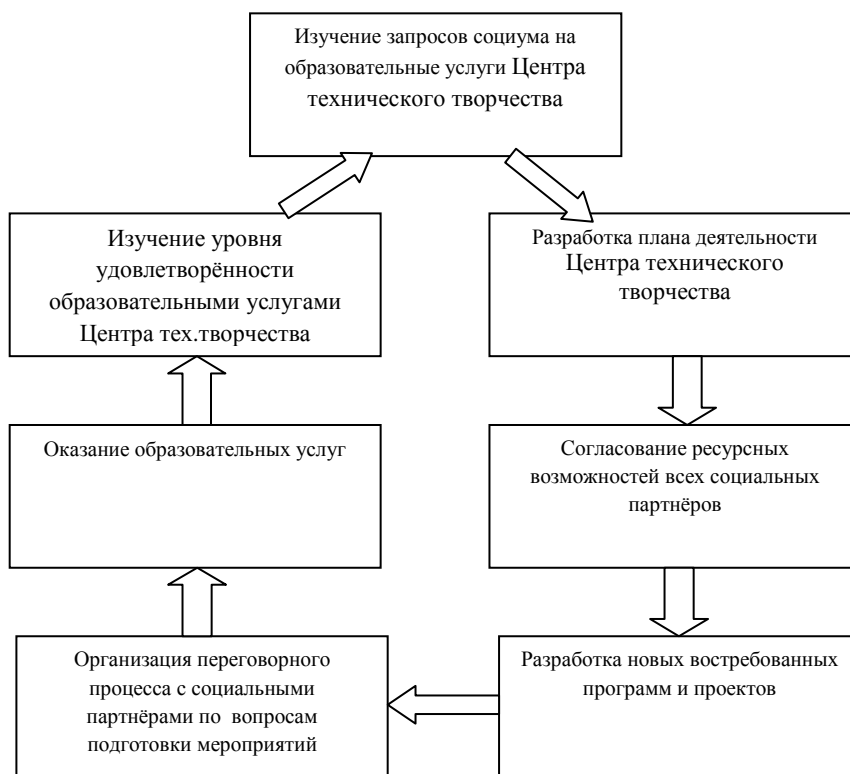 Изучение запросов социума на
образовательные услуги Центра
технического творчества
Изучение уровня
удовлетворённости
образовательными услугами
Центра тех.творчества
Разработка плана деятельности
Центра технического
творчества
Оказание образовательных услуг
Согласование ресурсных
возможностей всех социальных
партнёров
Организация переговорного
процесса с социальными
партнёрами по вопросам
подготовки мероприятий
Разработка новых востребованных
программ и проектов